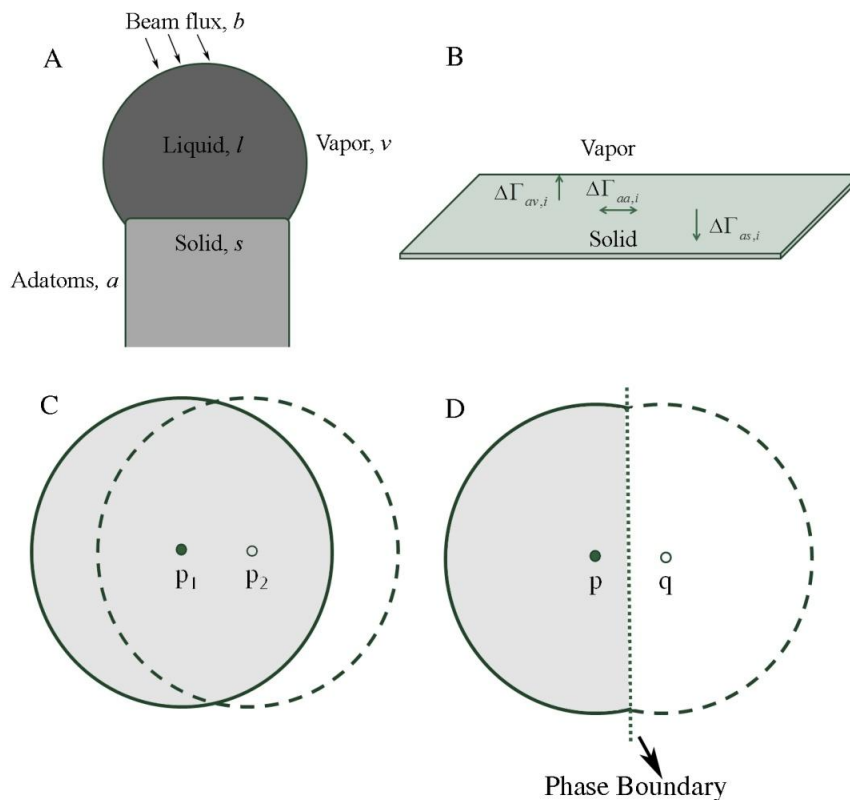 Beam flux, b
A
Liquid, l
Vapor, v
Solid, s
Adatoms, a
B
Vapor
ΔΓav,i
ΔΓaa,i
ΔΓas,i
Solid
C
p1
p2
D
p
q
Phase Boundary